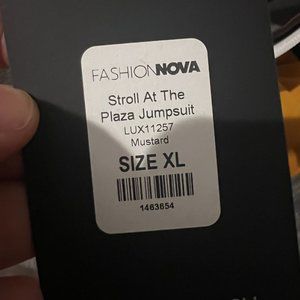 FASHIONNOVA
Stroll At The
Plaza Jumpsuit
LUX11257
Mustard
SIZE XL
1463654